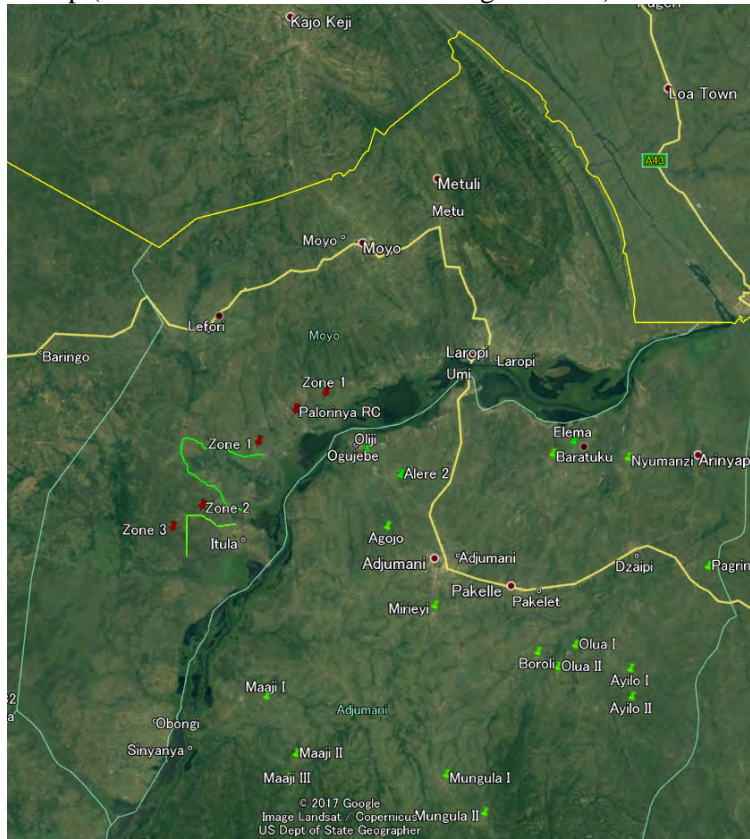 Kajo Keji
Loa Town
A43
Metuli
Metu
Moyo
Moyo
Lefori
Moyo
Baringo
Laropi
Laropi
Umi
Zone 1
Palorinya RC
Zone 1
Oliji
Ogujebe
Elema
Baratuku
Nyumanzi
Arinyap
Alere 2
Zone 2
Zone 3
Itula
Agojo
Adjumani
Adjumani
Dzaipi
Pagrin
Pakelle
Pakelet
Mirieyi
Olua I
Boroli
Olua II
Ayilo I
Ayilo II
Maaji I
Adjumani
Obongi
Sinyanya
Maaji II
Maaji III
Mungula I
© 2017 Google
Image Landsat / Copernicus
Mungula II
US Dept of State Geographer